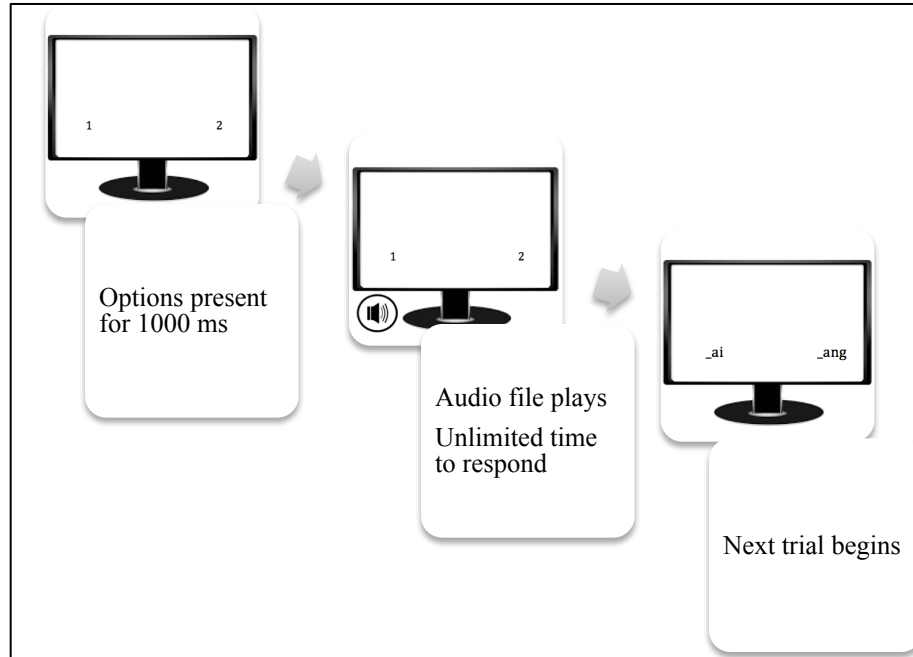 1 2
Options present
for 1000 ms
1 2
Audio file plays
Unlimited time
to respond
_ai _ang
Next trial begins